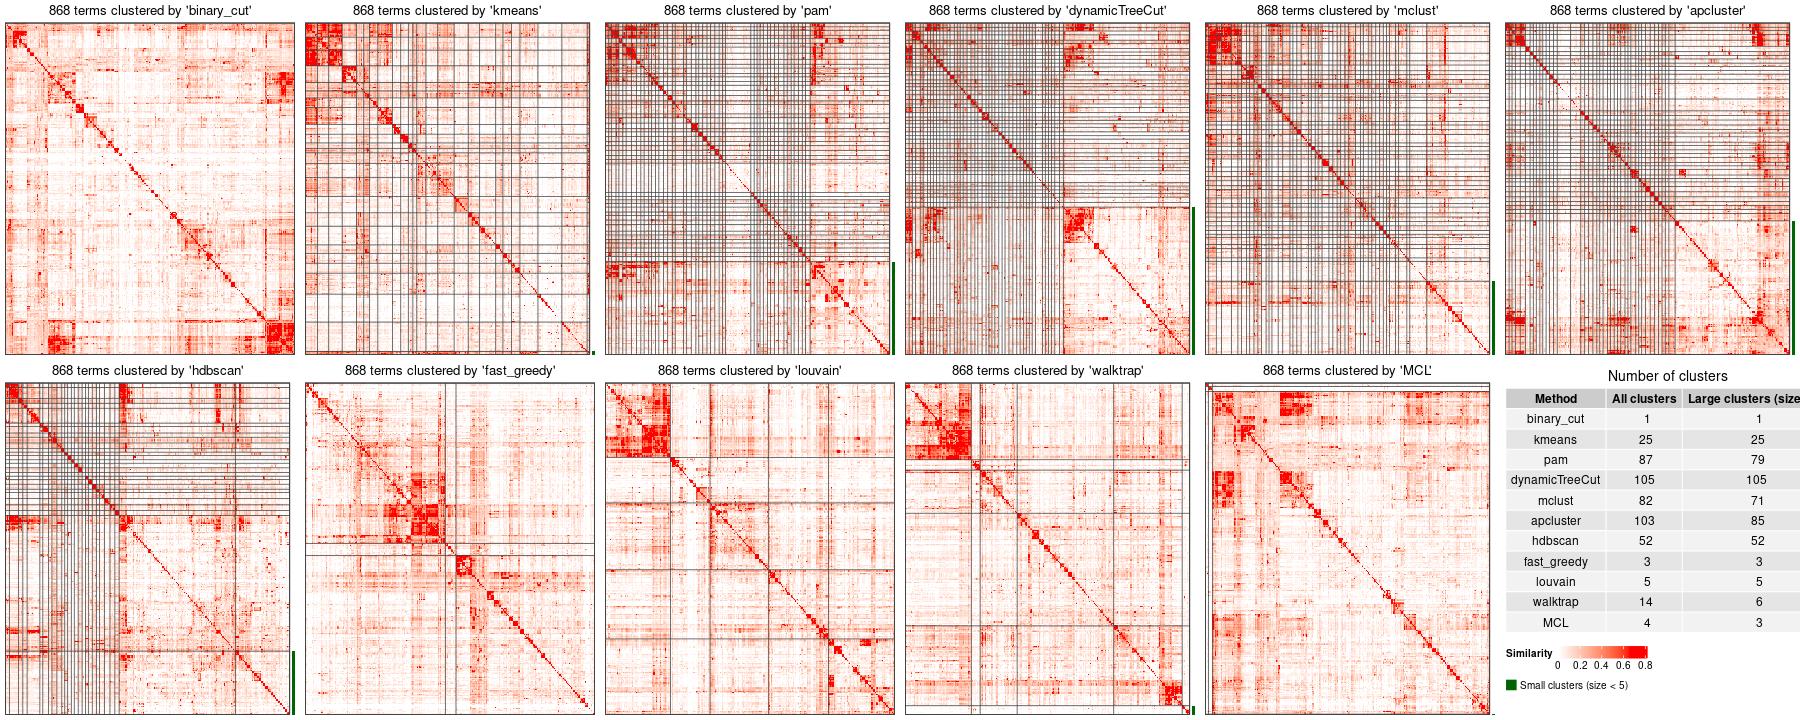 868 terms clustered by 'binary_cut'
868 terms clustered by 'kmeans'
868 terms clustered by 'pam'
868 terms clustered by 'dynamicTreeCut'
868 terms clustered by 'mclust'
868 terms clustered by 'apcluster'
868 terms clustered by 'hdbscan'
868 terms clustered by 'fast_greedy'
868 terms clustered by 'louvain'
868 terms clustered by 'walktrap'
868 terms clustered by 'MCL'
Number of clusters
Method All clusters Large clusters (size
binary_cut 1 1
kmeans 25 25
pam 87 79
dynamicTreeCut 105 105
mclust 82 71
apcluster 103 85
hdbscan 52 52
fast_greedy 3 3
louvain 5 5
walktrap 14 6
MCL 4 3
Similarity
0 0.2 0.4 0.6 0.8
Small clusters (size < 5)